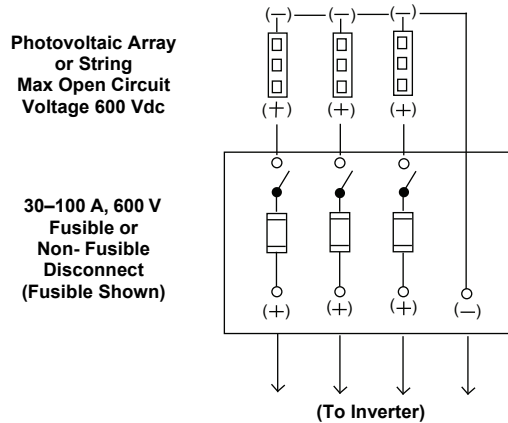 (−) (−) (−)
Photovoltaic Array
or String
Max Open Circuit
Voltage 600 Vdc
(+) (+) (+)
30–100 A, 600 V
Fusible or
Non- Fusible
Disconnect
(Fusible Shown)
(+) (+) (+) (−)
(To Inverter)